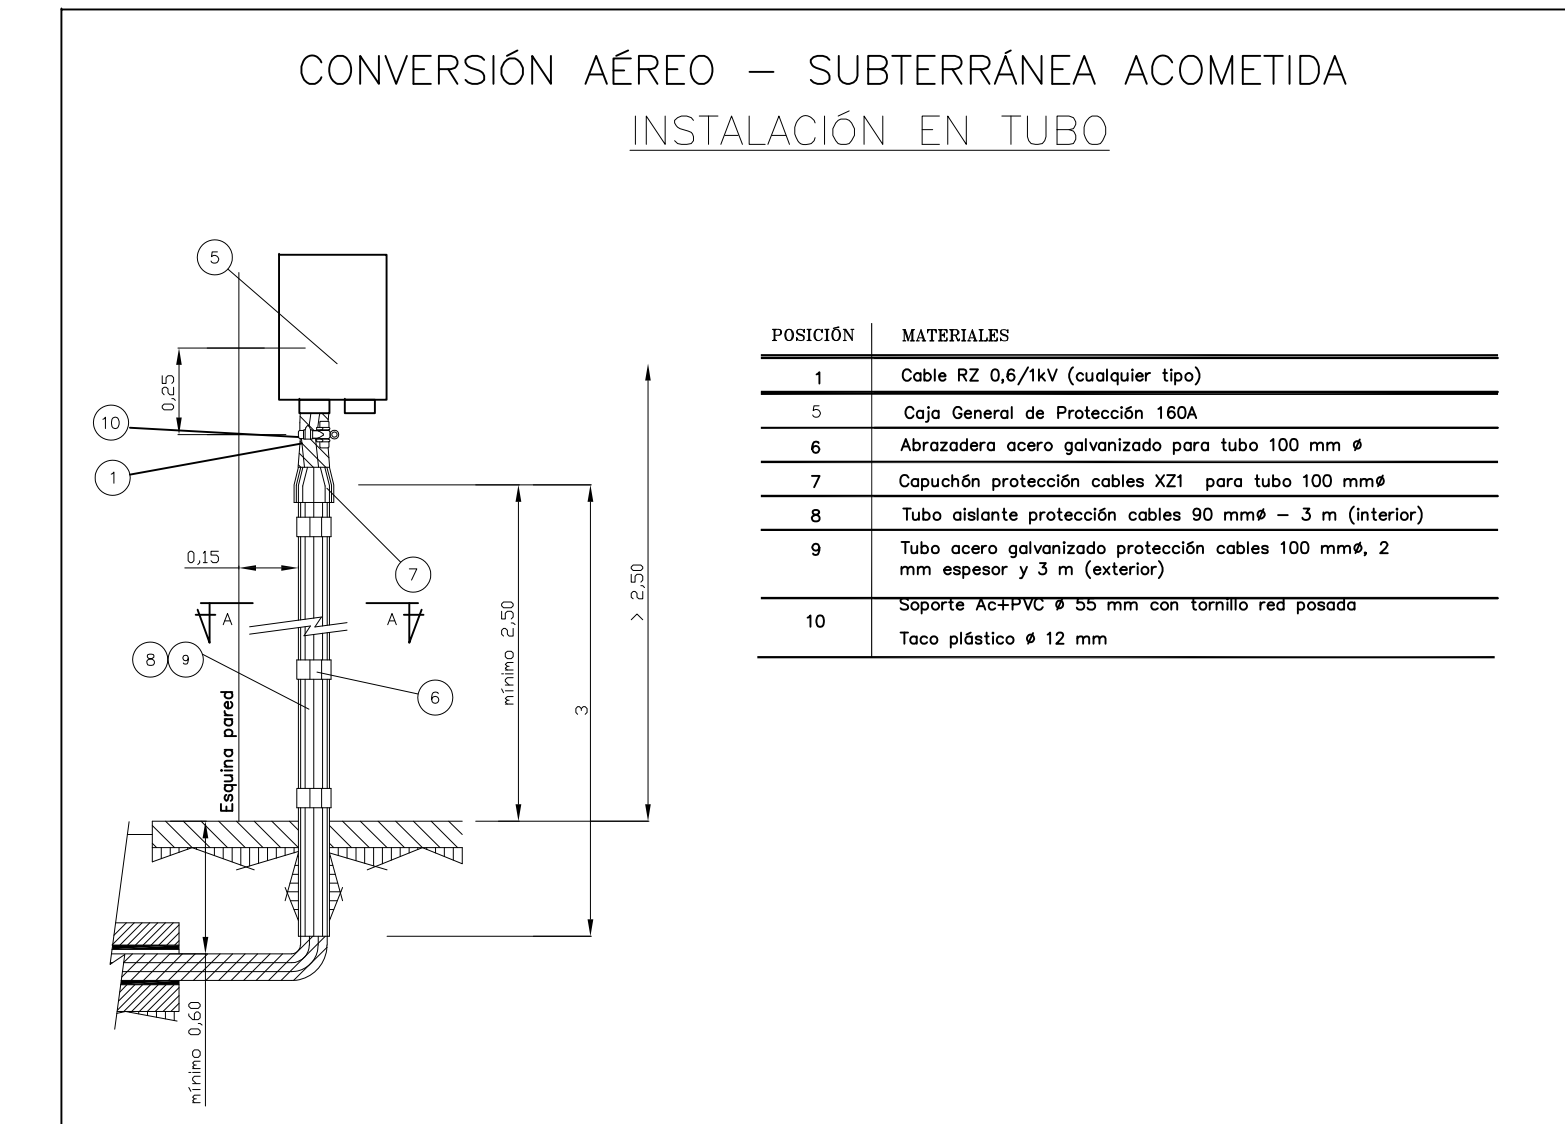 CONVERSIÓN AÉREO – SUBTERRÁNEA ACOMETIDA
INSTALACIÓN EN TUBO
5
0,25
10
1
0,15
7
A
A
8
9
6
Esquina pared
mínimo 2,50
3
> 2,50
mínimo 0,60
POSICIÓN MATERIALES
1 Cable RZ 0,6/1kV (cualquier tipo)
5 Caja General de Protección 160A
6 Abrazadera acero galvanizado para tubo 100 mm ø
7 Capuchón protección cables XZ1 para tubo 100 mmø
8 Tubo aislante protección cables 90 mmø – 3 m (interior)
9 Tubo acero galvanizado protección cables 100 mmø, 2
mm espesor y 3 m (exterior)
10 Soporte Ac+PVC ø 55 mm con tornillo red posada
Taco plástico ø 12 mm